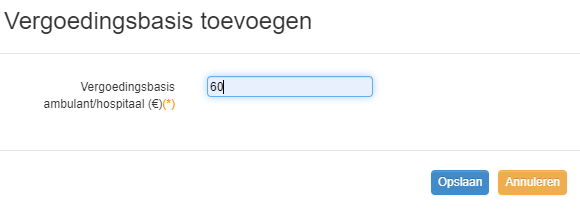 Vergoedingsbasis toevoegen
Vergoedingsbasis
ambulant/hospitaal (€)(*)
60
Opslaan
Annuleren